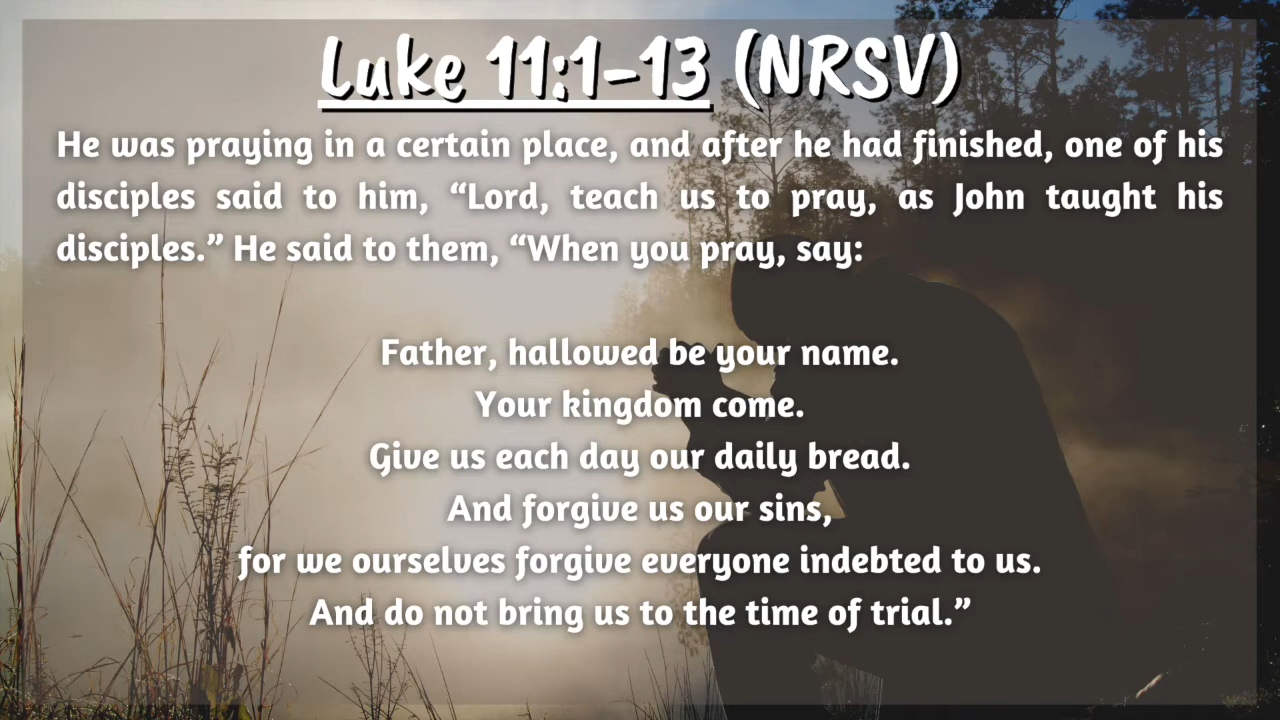 Luke 11:1-13 (NRSV)
He was praying in a certain place, and after he had finished, one of his
disciples said to him, “Lord, teach us to pray, as John taught his
disciples.” He said to them, “When you pray, say:
Father, hallowed be your name.
Your kingdom come.
Give us each day our daily bread.
And forgive us our sins,
for we ourselves forgive everyone indebted to us.
And do not bring us to the time of trial.”